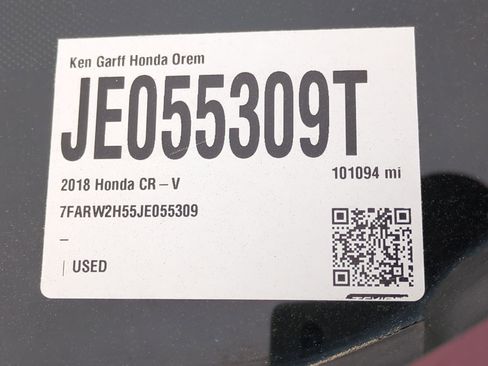 Ken Garff Honda Orem
JE055309T
101094 mi
2018 Honda CR – V
7FARW2H55JE055309
–
| USED